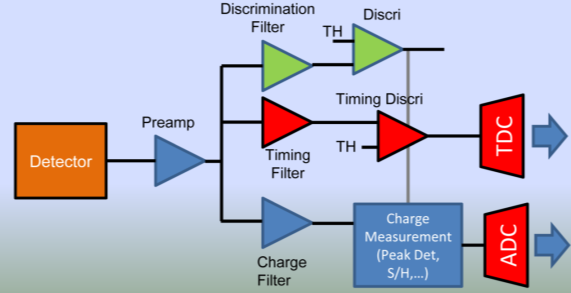 Discrimination
Filter
TH
Discri
Preamp
Timing Discri
Detector
Timing
Filter
TH
TDC
Charge
Filter
Charge
Measurement
(Peak Det,
S/H,...)
ADC